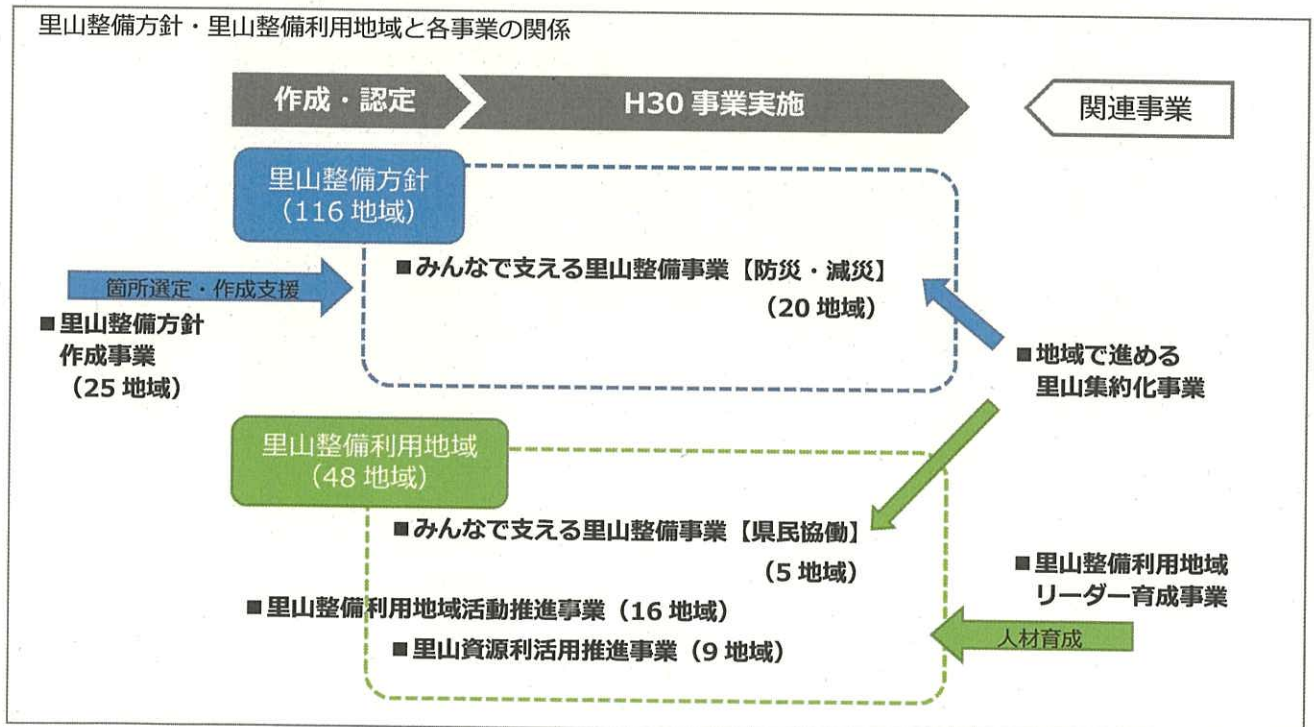 里山整備方針・里山整備利用地域と各事業の関係
作成・認定
H30 事業実施
関連事業
里山整備方針
（116 地域）
■みんなで支える里山整備事業【防災・減災】
（20 地域）
箇所選定・作成支援
■里山整備方針
作成事業
（25 地域）
■地域で進める
里山集約化事業
里山整備利用地域
（48 地域）
■みんなで支える里山整備事業【県民協働】
（5 地域）
■里山整備利用地域活動推進事業（16 地域）
■里山資源利活用推進事業（9 地域）
■里山整備利用地域
リーダー育成事業
人材育成